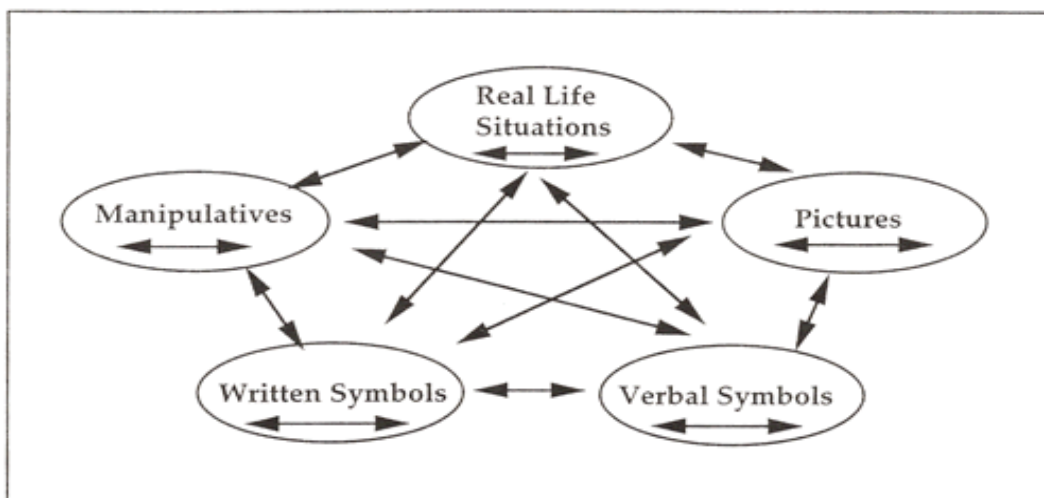 Real Life
Situations
Manipulatives
Pictures
Written Symbols
Verbal Symbols